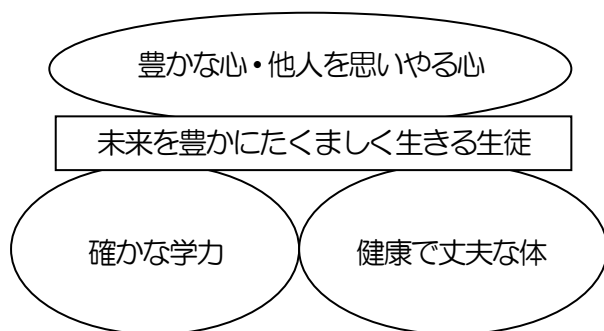 豊かな心・他人を思いやる心
未来を豊かにたくましく生きる生徒
確かな学力
健康で丈夫な体